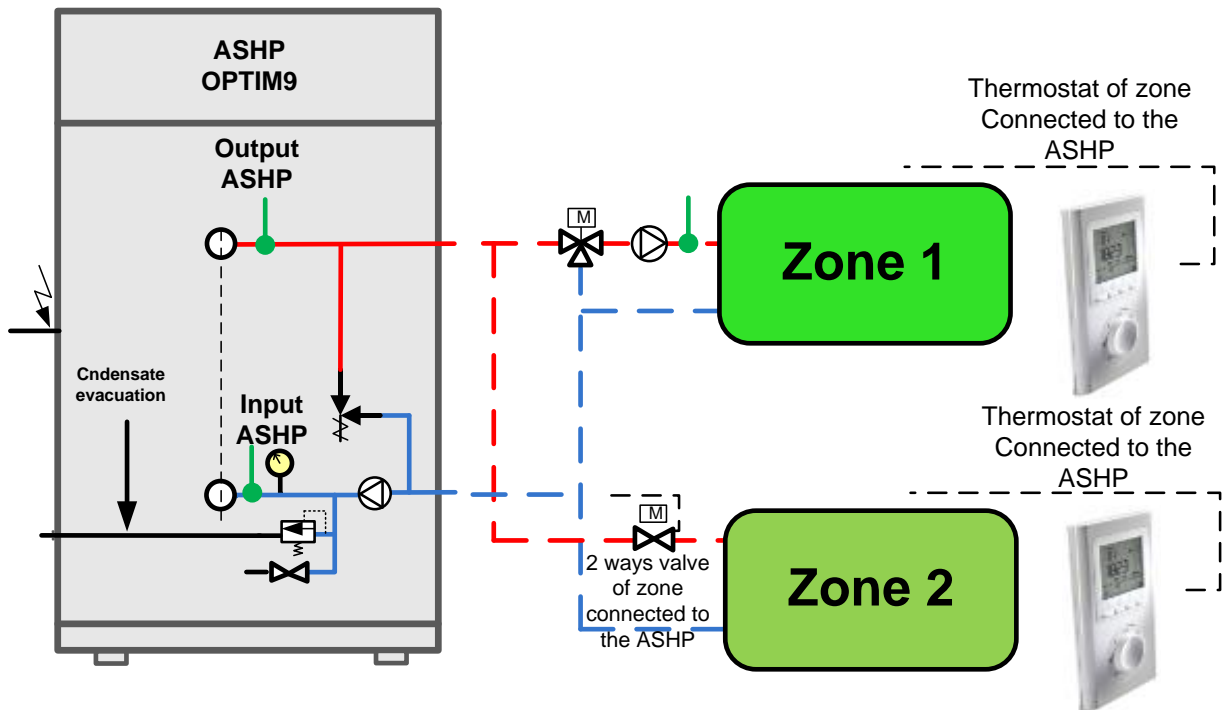 ASHP
OPTIM9
Output
ASHP
Thermostat of zone
Connected to the
ASHP
M
Zone 1
Cndensate
evacuation
Input
ASHP
Thermostat of zone
Connected to the
ASHP
M
2 ways valve
of zone
connected to
the ASHP
Zone 2